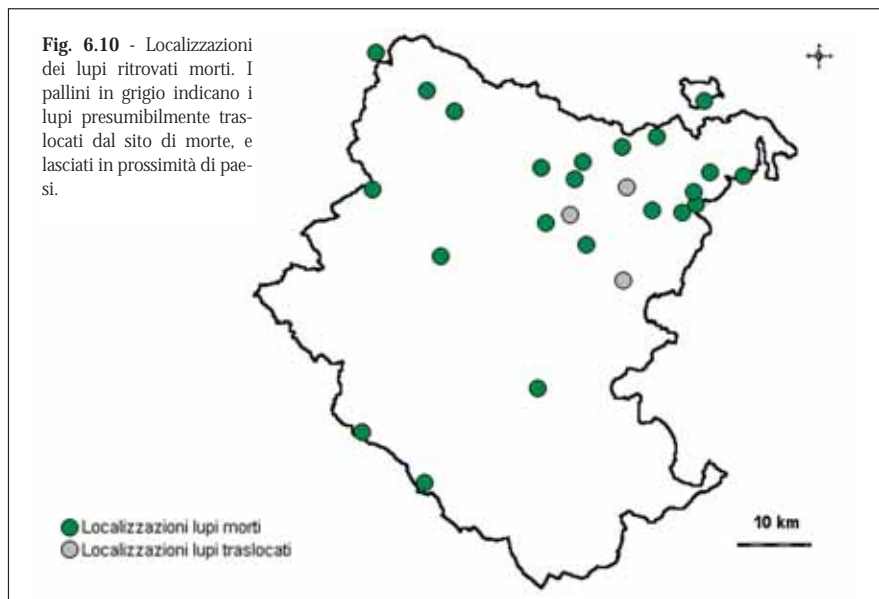 Fig. 6.10 - Localizzazioni
dei lupi ritrovati morti. I
pallini in grigio indicano i
lupi presumibilmente tras-
locati dal sito di morte, e
lasciati in prossimità di pae-
si.
Localizzazioni lupi morti
Localizzazioni lupi traslocati
10 km